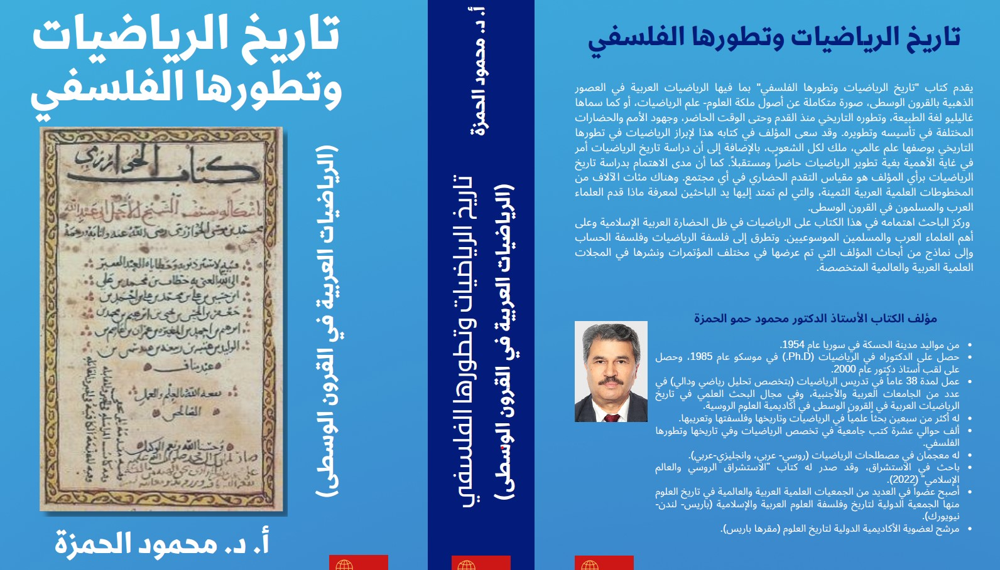 تاريخ الرياضيات
وتطورها الفلسفي
(الرياضيات العربية في القرون الوسطى)
كتاب الخوارزمي
أ. د. محمود الحمزة
أ. د. محمود الحمزة
تاريخ الرياضيات وتطورها الفلسفي
(الرياضيات العربية في القرون الوسطى)
تاريخ الرياضيات وتطورها الفلسفي
يقدم كتاب "تاريخ الرياضيات وتطورها الفلسفي" بما فيها الرياضيات العربية في العصور
الذهبية بالقرون الوسطى، صورة متكاملة عن أصول ملكة العلوم- علم الرياضيات، أو كما سماها
غاليليو لغة الطبيعة، وتطوره التاريخي منذ القدم وحتى الوقت الحاضر، وجهود الأمم والحضارات
المختلفة في تأسيسه وتطويره. وقد سعى المؤلف في كتابه هذا لإبراز الرياضيات في تطورها
التاريخي بوصفها علم عالمي، ملك لكل الشعوب، بالإضافة إلى أن دراسة تاريخ الرياضيات أمر
في غاية الأهمية بغية تطوير الرياضيات حاضراً ومستقبلاً. كما أن مدى الاهتمام بدراسة تاريخ
الرياضيات برأي المؤلف هو مقياس التقدم الحضاري في أي مجتمع. وهناك مئات الآلاف من
المخطوطات العلمية العربية الثمينة، والتي لم تمتد إليها يد الباحثين لمعرفة ماذا قدم العلماء
العرب والمسلمون في القرون الوسطى.
وركز الباحث اهتمامه في هذا الكتاب على الرياضيات في ظل الحضارة العربية الإسلامية وعلى
أهم العلماء العرب والمسلمين الموسوعيين. وتطرق إلى فلسفة الرياضيات وفلسفة الحساب
وإلى نماذج من أبحاث المؤلف التي تم عرضها في مختلف المؤتمرات ونشرها في المجلات
العلمية العربية والعالمية المتخصصة.
مؤلف الكتاب الأستاذ الدكتور محمود حمو الحمزة
• من مواليد مدينة الحسكة في سوريا عام 1954.
• حصل على الدكتوراه في الرياضيات (Ph.D.) في موسكو عام 1985، وحصل
على لقب أستاذ دكتور عام 2000.
• عمل لمدة 38 عاماً في تدريس الرياضيات (بتخصص تحليل رياضي ودالي) في
عدد من الجامعات العربية والأجنبية، وفي مجال البحث العلمي في تاريخ
الرياضيات العربية في القرون الوسطى في أكاديمية العلوم الروسية.
• له أكثر من سبعين بحثاً علمياً في الرياضيات وتاريخها وفلسفتها وتعريبها.
• ألف حوالي عشرة كتب جامعية في تخصص الرياضيات وفي تاريخها وتطورها
الفلسفي.
• له معجمان في مصطلحات الرياضيات (روسي- عربي، وانجليزي-عربي).
• باحث في الاستشراق، وقد صدر له كتاب "الاستشراق الروسي والعالم
الإسلامي" (2022).
• أصبح عضواً في العديد من الجمعيات العلمية العربية والعالمية في تاريخ العلوم
منها الجمعية الدولية لتاريخ وفلسفة العلوم العربية والإسلامية (باريس- لندن-
نيويورك).
• مرشح لعضوية الأكاديمية الدولية لتاريخ العلوم (مقرها باريس).